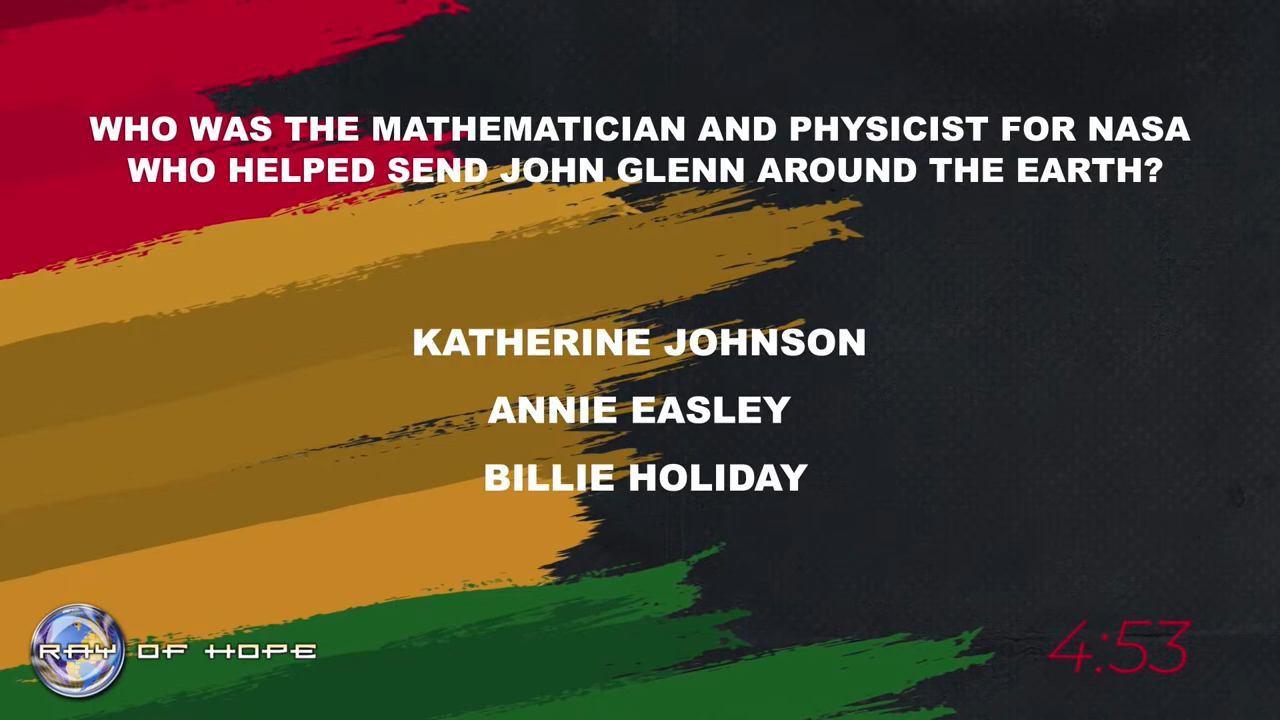 WHO WAS THE MATHEMATICIAN AND PHYSICIST FOR NASA
WHO HELPED SEND JOHN GLENN AROUND THE EARTH?
KATHERINE JOHNSON
ANNIE EASLEY
BILLIE HOLIDAY
RAY OF HOPE
4:53